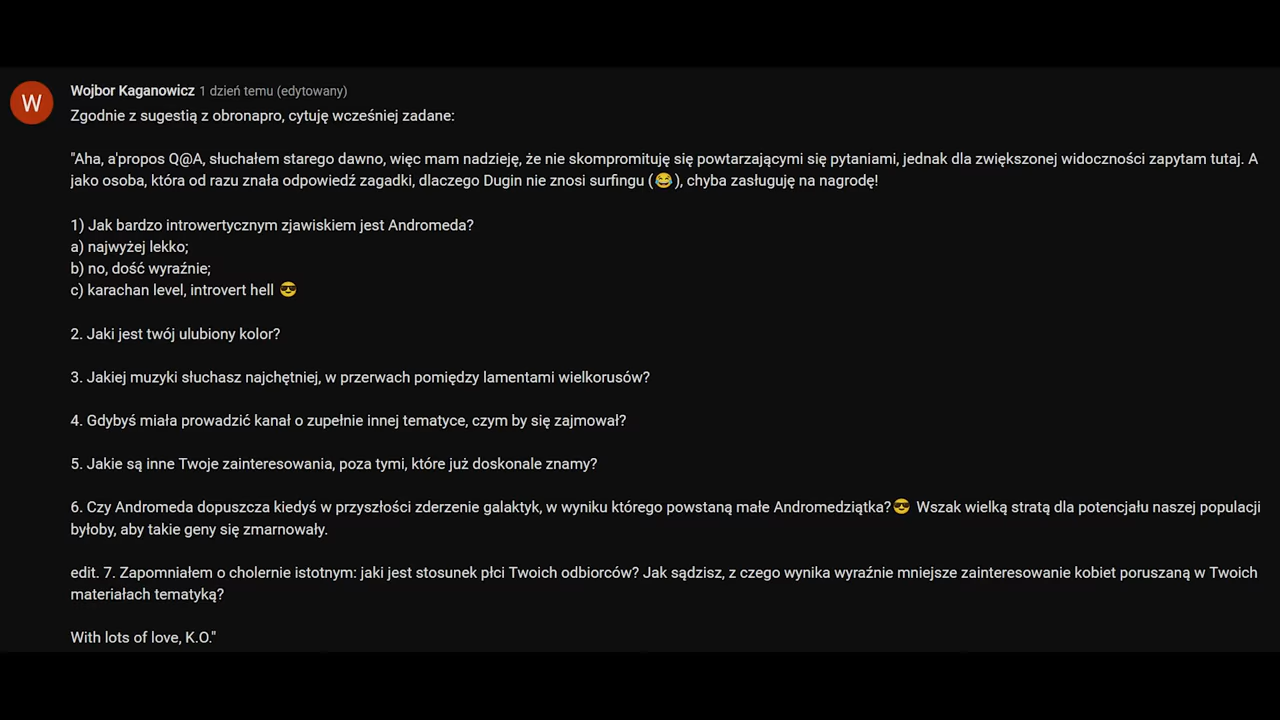 W
Wojbor Kaganowicz 1 dzień temu (edytowany)
Zgodnie z sugestią z obronapro, cytuję wcześniej zadane:
"Aha, a'propos Q@A, słuchałem starego dawno, więc mam nadzieję, że nie skompromituję się powtarzającymi się pytaniami, jednak dla zwiększonej widoczności zapytam tutaj. A
jako osoba, która od razu znała odpowiedź zagadki, dlaczego Dugin nie znosi surfingu (😂), chyba zasługuję na nagrodę!
1) Jak bardzo introwertycznym zjawiskiem jest Andromeda?
a) najwyżej lekko;
b) no, dość wyraźnie;
c) karachan level, introvert hell 😎
2. Jaki jest twój ulubiony kolor?
3. Jakiej muzyki słuchasz najchętniej, w przerwach pomiędzy lamentami wielkorusów?
4. Gdybyś miała prowadzić kanał o zupełnie innej tematyce, czym by się zajmował?
5. Jakie są inne Twoje zainteresowania, poza tymi, które już doskonale znamy?
6. Czy Andromeda dopuszcza kiedyś w przyszłości zderzenie galaktyk, w wyniku którego powstaną małe Andromedziątka?😎 Wszak wielką stratą dla potencjału naszej populacji
byłoby, aby takie geny się zmarnowały.
edit. 7. Zapomniałem o cholernie istotnym: jaki jest stosunek płci Twoich odbiorców? Jak sądzisz, z czego wynika wyraźnie mniejsze zainteresowanie kobiet poruszaną w Twoich
materiałach tematyką?
With lots of love, K.O."